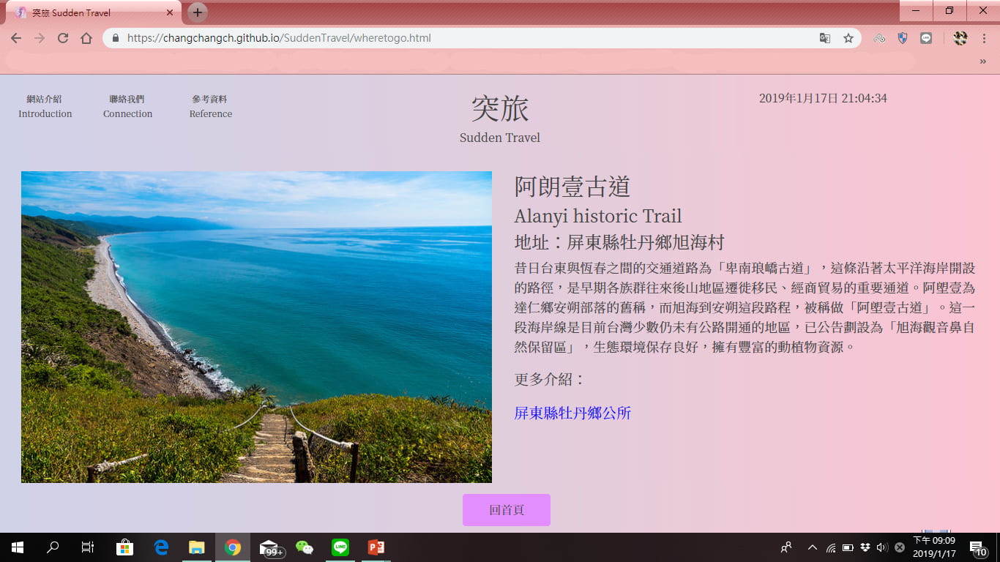 突旅 Sudden Travel
https://changchangch.github.io/SuddenTravel/wheretogo.html
網站介紹
Introduction
聯絡我們
Connection
參考資料
Reference
突旅
Sudden Travel
2019年1月17日 21:04:34
阿朗壹古道
Alanyi historic Trail
地址：屏東縣牡丹鄉旭海村
昔日台東與恆春之間的交通道路為「卑南琅嶠古道」，這條沿著太平洋海岸開設
的路徑，是早期各族群往來後山地區遷徙移民、經商貿易的重要通道。阿塱壹為
達仁鄉安朔部落的舊稱，而旭海到安朔這段路程，被稱做「阿塱壹古道」。這一
段海岸線是目前台灣少數仍未有公路開通的地區，已公告劃設為「旭海觀音鼻自
然保留區」，生態環境保存良好，擁有豐富的動植物資源。
更多介紹：
屏東縣牡丹鄉公所
回首頁
99+
LINE
下午 09:09
2019/1/17
10